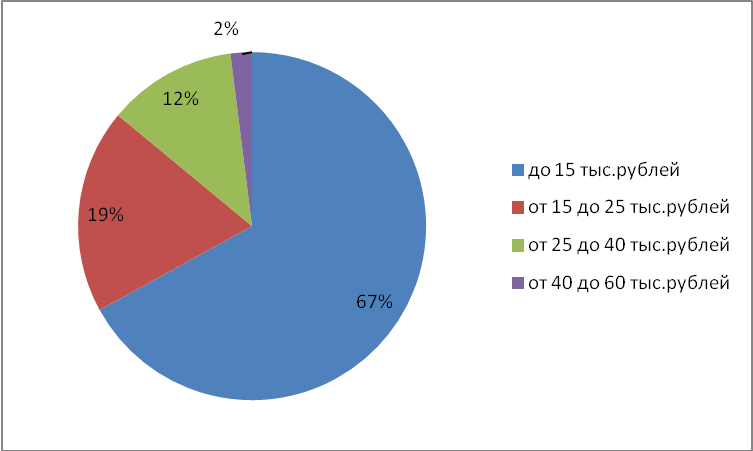 2%
12%
19%
67%
до 15 тыс.рублей
от 15 до 25 тыс.рублей
от 25 до 40 тыс.рублей
от 40 до 60 тыс.рублей